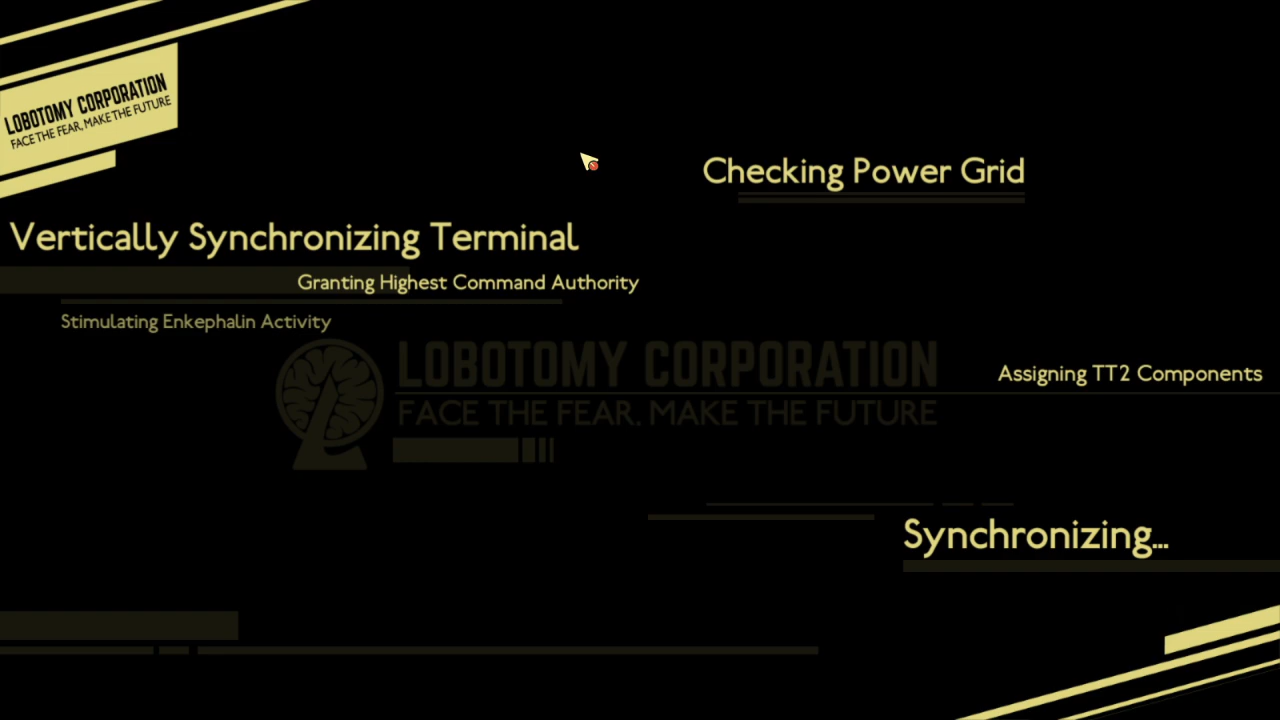 LOBOTOMY CORPORATION
FACE THE FEAR, MAKE THE FUTURE
Checking Power Grid
Vertically Synchronizing Terminal
Granting Highest Command Authority
Stimulating Enkephalin Activity
LOBOTOMY CORPORATION
FACE THE FEAR. MAKE THE FUTURE
Assigning TT2 Components
Synchronizing...